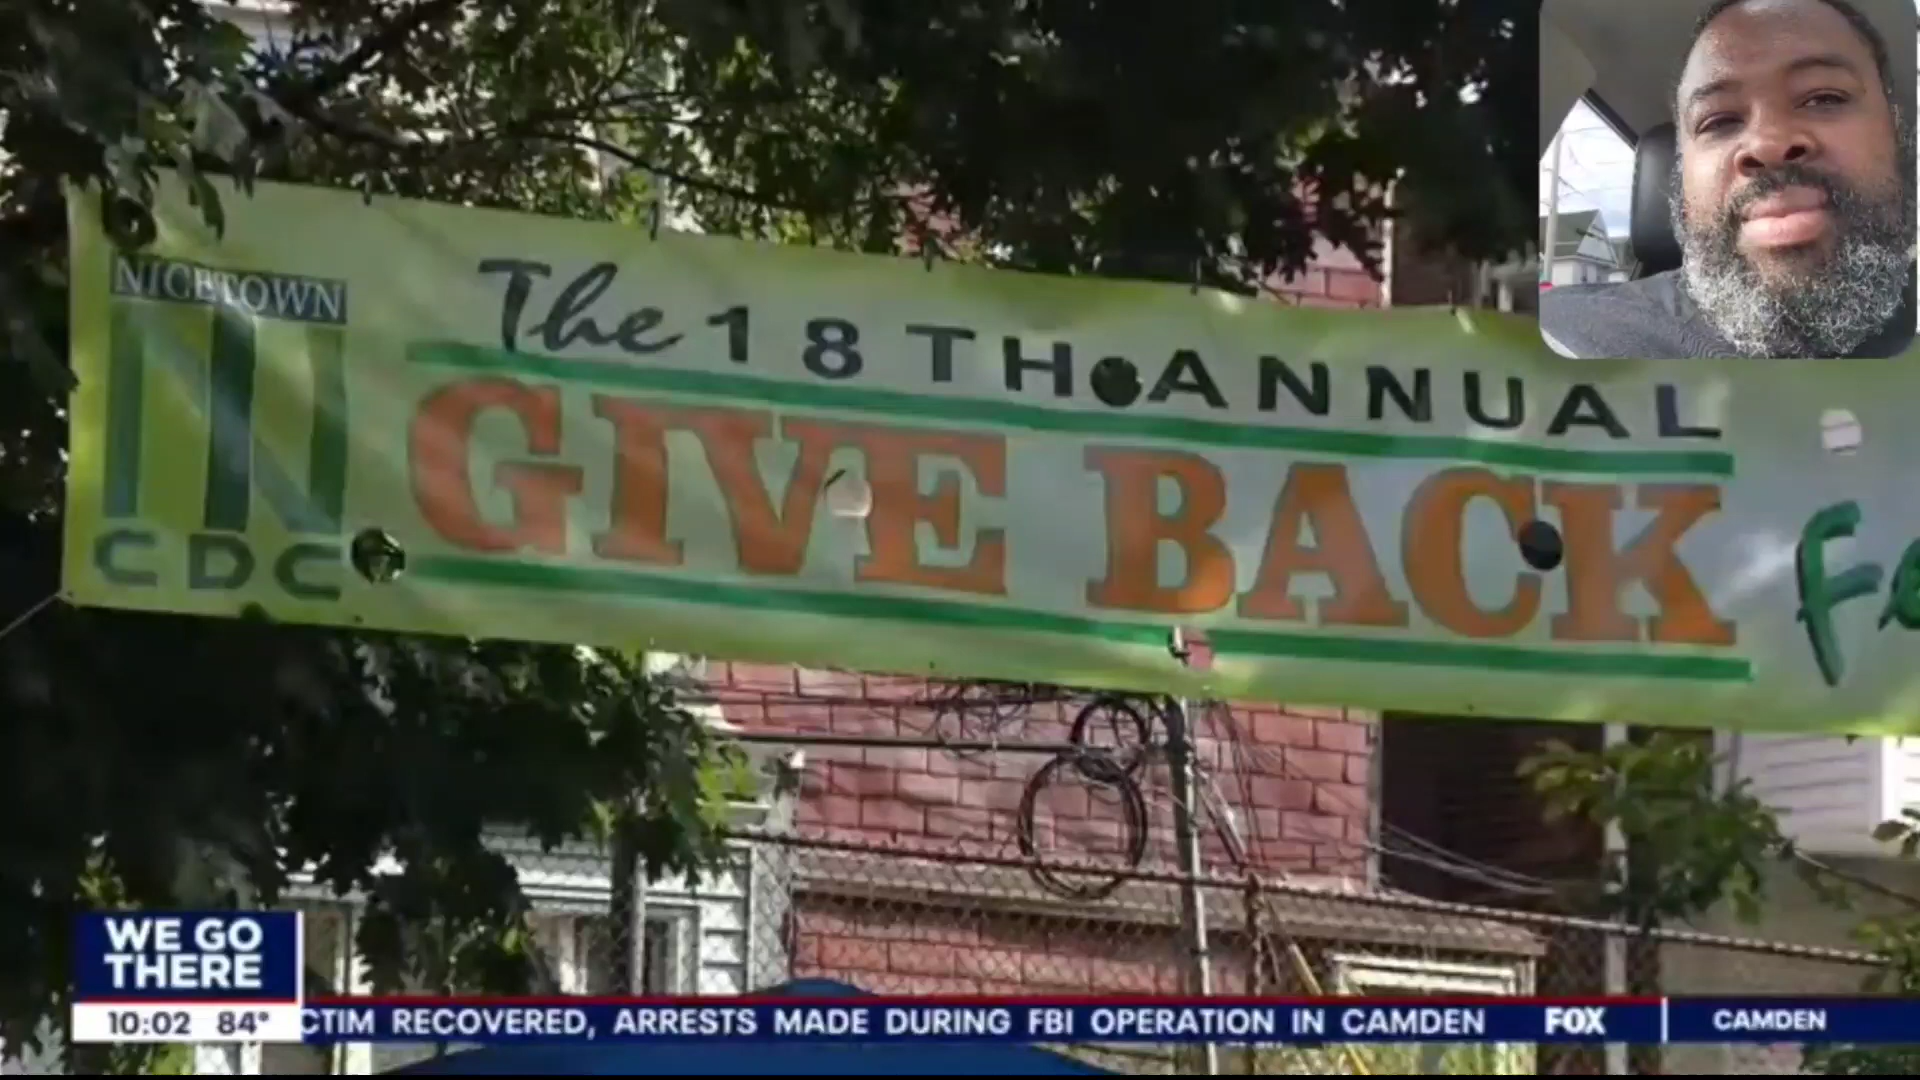 NICETOWN
CDC
The 18TH ANNUAL
GIVE BACK
Fe
WE GO
THERE
10:02 84°
CTIM RECOVERED, ARRESTS MADE DURING FBI OPERATION IN CAMDEN FOX CAMDEN